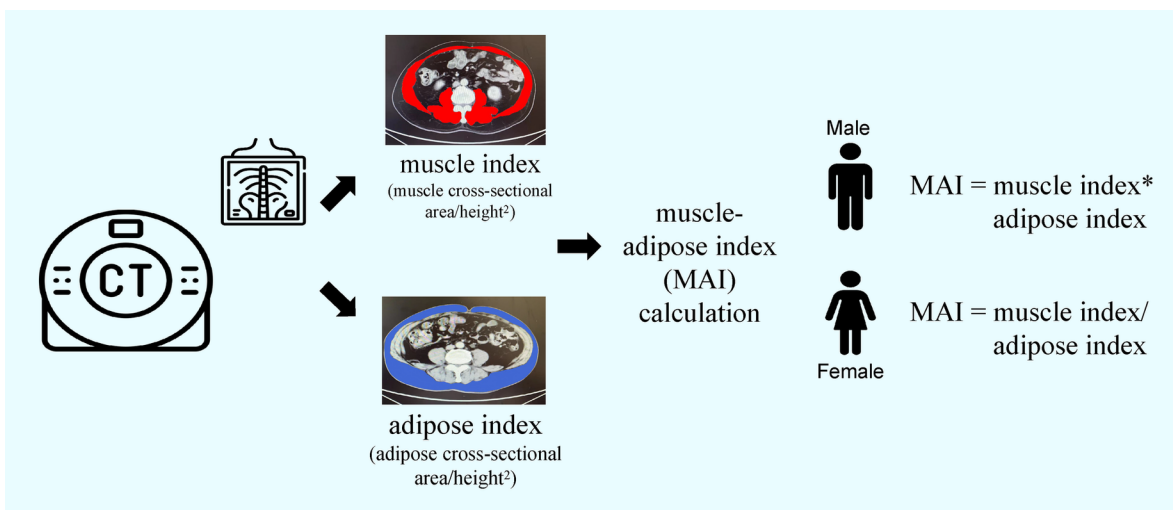 CT
muscle index
(muscle cross-sectional
area/height²)
adipose index
(adipose cross-sectional
area/height²)
muscle-
adipose index
(MAI)
calculation
Male
MAI = muscle index*
adipose index
Female
MAI = muscle index/
adipose index